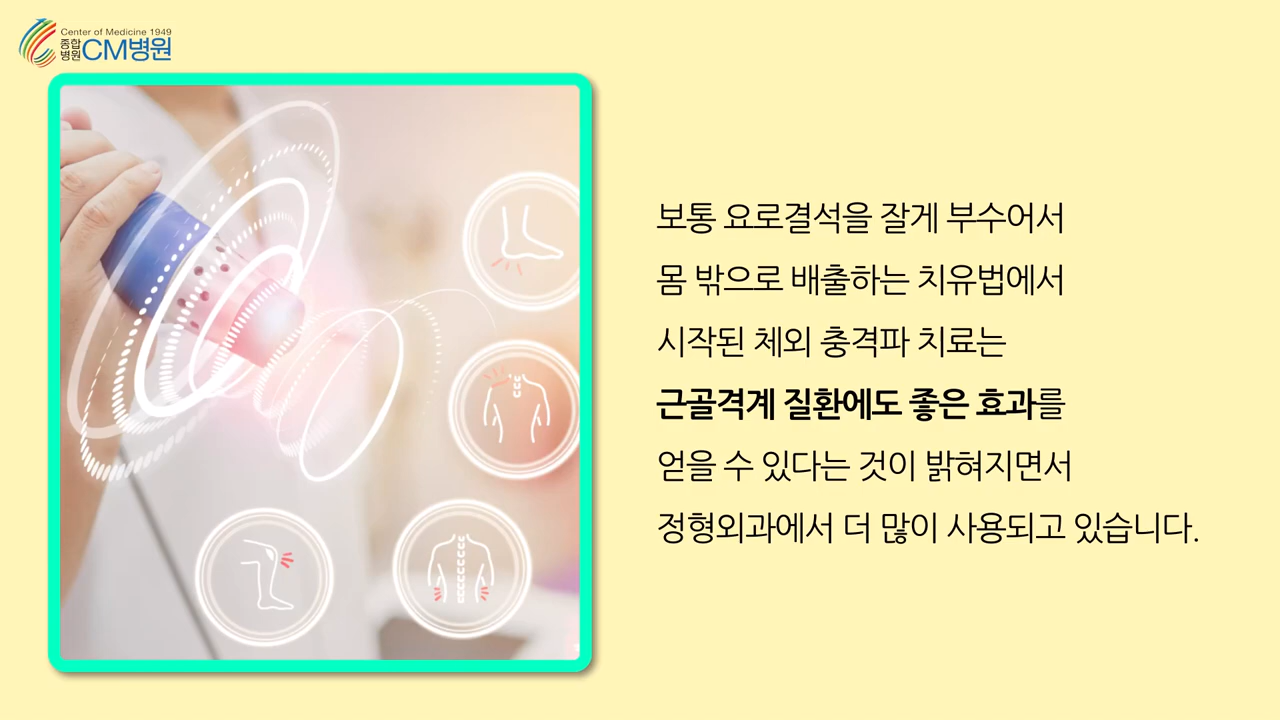 Center of Medicine 1949
종합병원 CM병원
보통 요로결석을 잘게 부수어서
몸 밖으로 배출하는 치유법에서
시작된 체외 충격파 치료는
근골격계 질환에도 좋은 효과를
얻을 수 있다는 것이 밝혀지면서
정형외과에서 더 많이 사용되고 있습니다.